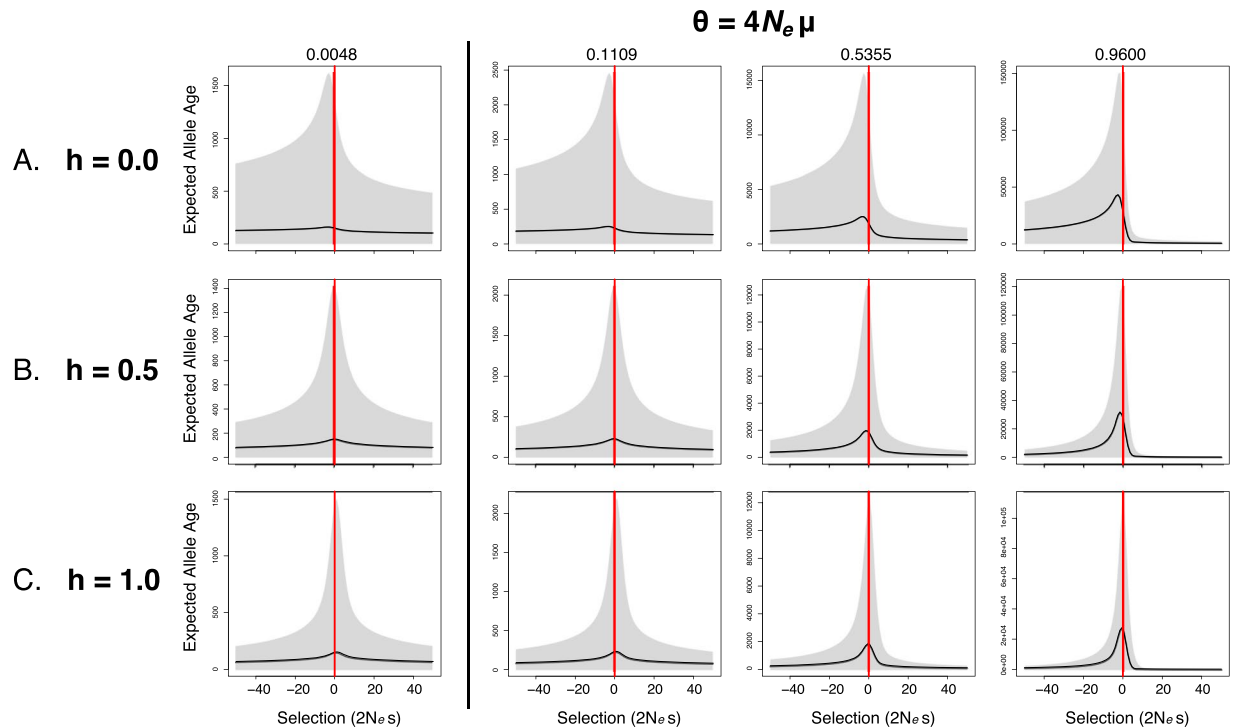 θ = 4Nₑ μ
0.0048
0.1109
0.5355
0.9600
A. h = 0.0
Expected Allele Age
0 500 1000 1500
0 500 1000 1500 2000 2500
0 5000 10000 15000
0 50000 100000 150000
B. h = 0.5
Expected Allele Age
0 200 400 600 800 1000 1200 1400
0 500 1000 1500 2000
0 2000 4000 6000 8000 10000 12000
0 20000 40000 60000 80000 100000 120000
C. h = 1.0
Expected Allele Age
0 500 1000 1500
0 500 1000 1500 2000
0 2000 4000 6000 8000 10000 12000
0e+00 2e+04 4e+04 6e+04 8e+04 1e+05
−40 −20 0 20 40
−40 −20 0 20 40
−40 −20 0 20 40
−40 −20 0 20 40
Selection (2Nₑ s)
Selection (2Nₑ s)
Selection (2Nₑ s)
Selection (2Nₑ s)